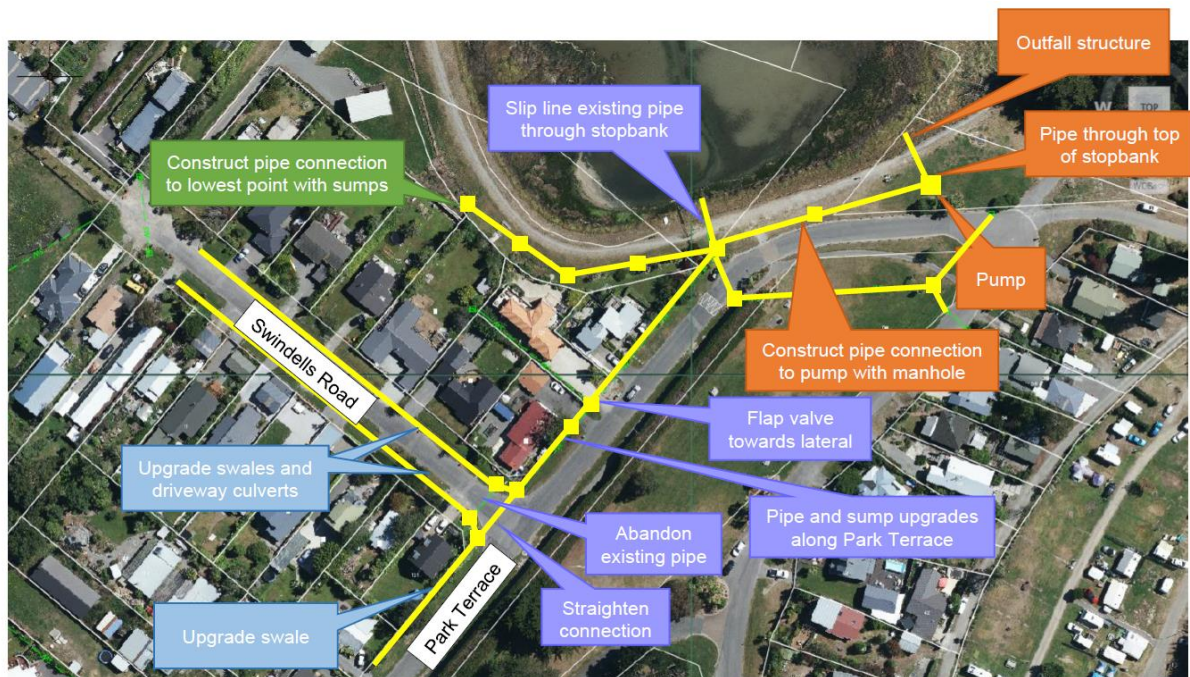 Outfall structure
Slip line existing pipe
through stopbank
W
TOP
Pipe through top
of stopbank
Construct pipe connection
to lowest point with sumps
Pump
Swindells Road
Construct pipe connection
to pump with manhole
Flap valve
towards lateral
Upgrade swales and
driveway culverts
Abandon
existing pipe
Pipe and sump upgrades
along Park Terrace
Park Terrace
Straighten
connection
Upgrade swale